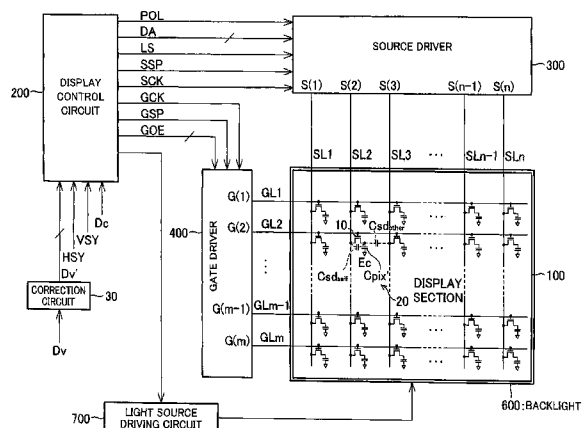 POL
DA
LS
SSP
SCK
GCK
GSP
GOE
DISPLAY CONTROL CIRCUIT
200
SOURCE DRIVER
300
S(1) S(2) S(3) S(n-1) S(n)
SL1 SL2 SL3 ... SLn-1 SLn
Dc
VSY
HSY
Dv'
CORRECTION CIRCUIT
30
Dv
400
GATE DRIVER
G(1) GL1
G(2) GL2
G(m-1) GLm-1
G(m) GLm
10
Csdother
Csdself
Ec
Cpix
20
DISPLAY SECTION
100
700
LIGHT SOURCE DRIVING CIRCUIT
600:BACKLIGHT